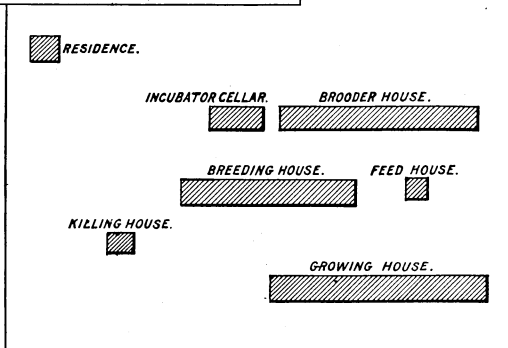 RESIDENCE.
INCUBATOR CELLAR. BROODER HOUSE.
BREEDING HOUSE. FEED HOUSE.
KILLING HOUSE.
GROWING HOUSE.